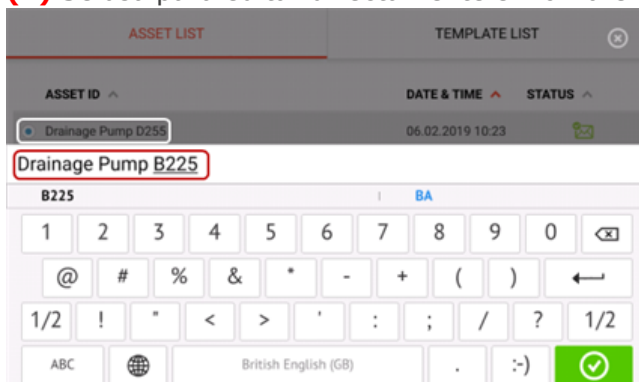 ASSET LIST TEMPLATE LIST
ASSET ID DATE & TIME STATUS
Drainage Pump D255 06.02.2019 10:23
Drainage Pump B225
B225 BA
1 2 3 4 5 6 7 8 9 0
@ # % & * - + ( )
1/2 ! " < > ' : ; / ? 1/2
ABC British English (GB) . :-)